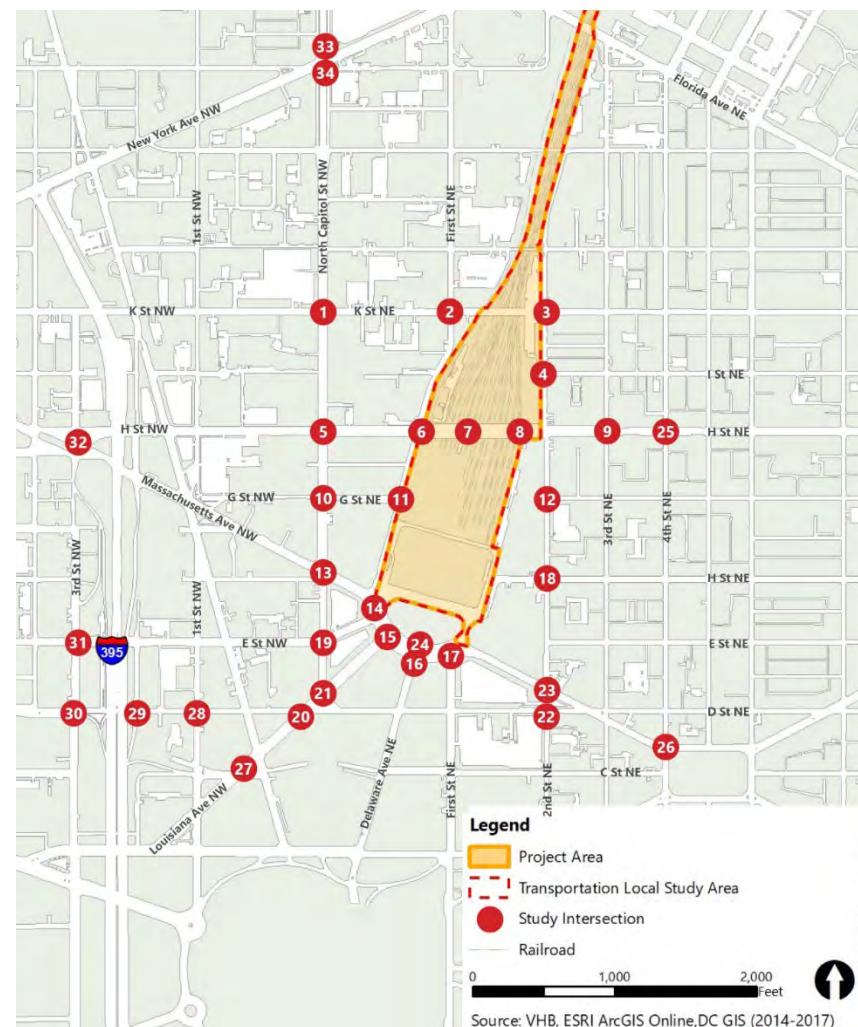 33
34
Florida Ave NE
New York Ave NW
1st St NW
North Capitol St NW
First St NE
K St NW
1
K St NE
2
3
4
I St NE
H St NW
5
6
7
8
9
25
H St NE
32
Massachusetts Ave NW
G St NW
10
G St NE
11
12
3rd St NE
4th St NE
3rd St NW
1st St NW
13
14
18
H St NE
31
395
E St NW
19
15
24
16
17
E St NE
30
29
28
21
20
23
22
D St NE
27
26
C St NE
Louisiana Ave NW
Delaware Ave NE
First St NE
2nd St NE
Legend
Project Area
Transportation Local Study Area
Study Intersection
Railroad
0 1,000 2,000
Feet
Source: VHB, ESRI ArcGIS Online,DC GIS (2014-2017)